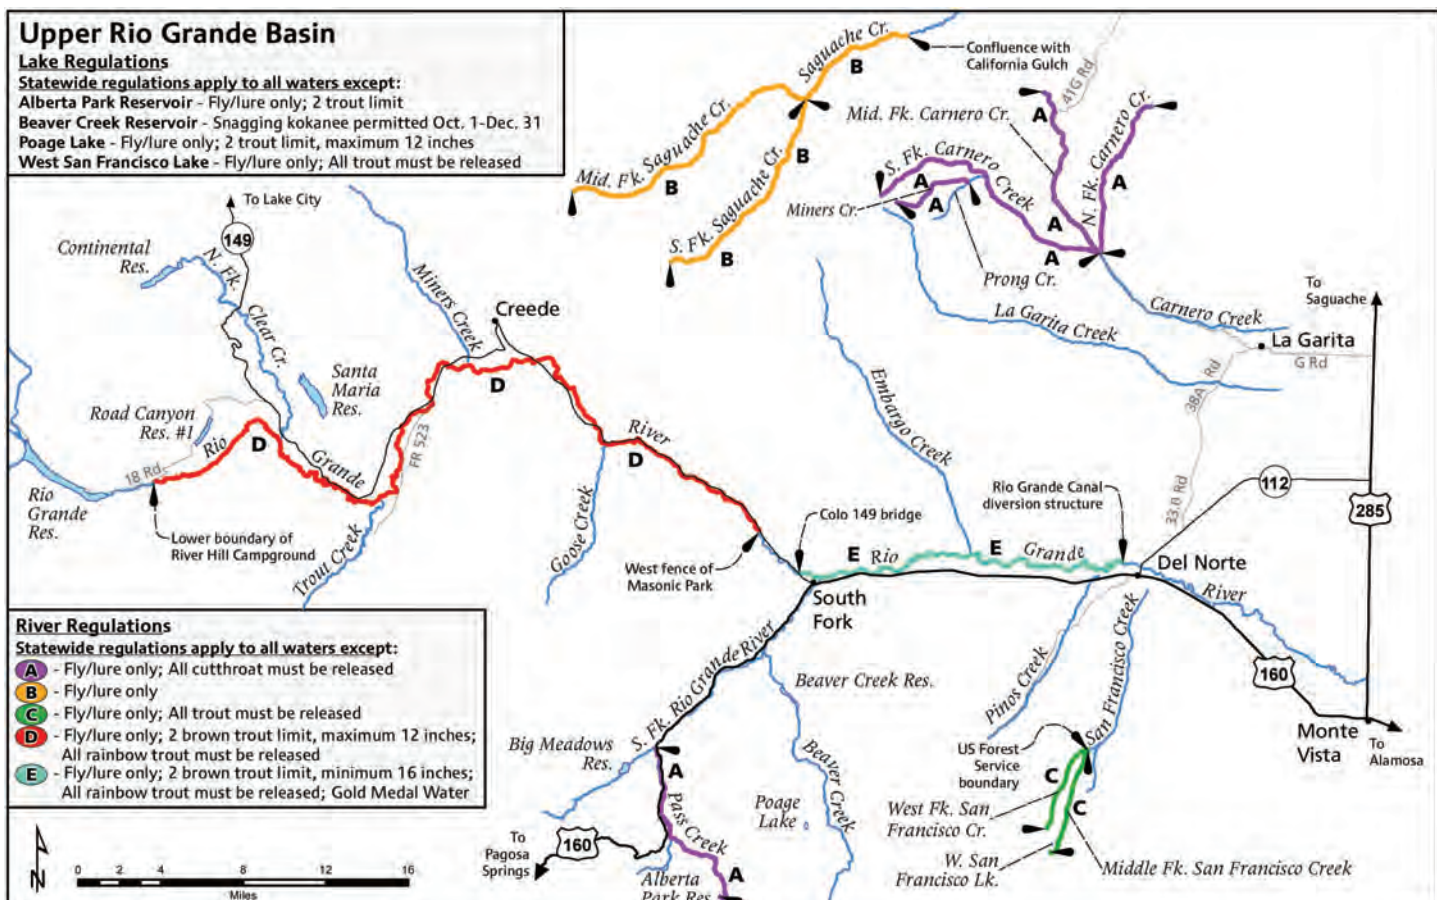 Upper Rio Grande Basin
Lake Regulations
Statewide regulations apply to all waters except:
Alberta Park Reservoir - Fly/lure only; 2 trout limit
Beaver Creek Reservoir - Snagging kokanee permitted Oct. 1-Dec. 31
Poage Lake - Fly/lure only; 2 trout limit, maximum 12 inches
West San Francisco Lake - Fly/lure only; All trout must be released
Saguache Cr.
B
Confluence with
California Gulch
41G Rd
Mid. Fk. Saguache Cr.
B
S. Fk. Saguache Cr.
B
B
Mid. Fk. Carnero Cr.
A
A
N. Fk. Carnero Cr.
A
S. Fk. Carnero
Creek
A
A
Miners Cr.
A
Prong Cr.
Carnero Creek
La Garita Creek
La Garita
G Rd
38A Rd
33.B Rd
To
Saguache
To Lake City
149
Continental
Res.
N. Fk.
Clear Cr.
Miners Creek
Creede
Santa
Maria
Res.
Road Canyon
Res. #1
Rio
D
Grande
18 Rd
FR 523
D
River
D
Rio
Grande
Res.
Lower boundary of
River Hill Campground
Trout Creek
Goose Creek
Embargo Creek
West fence of
Masonic Park
Colo 149 bridge
Rio Grande Canal
diversion structure
112
285
E
Rio
E
Grande
Del Norte
River
South
Fork
160
Monte
Vista
To
Alamosa
S. Fk. Rio Grande River
Beaver Creek Res.
Pinos Creek
San Francisco Creek
US Forest
Service
boundary
C
C
West Fk. San
Francisco Cr.
W. San
Francisco Lk.
Middle Fk. San Francisco Creek
Big Meadows
Res.
A
Pass Creek
A
Poage
Lake
Beaver Creek
To
Pagosa
Springs
160
Alberta
Park Res.
River Regulations
Statewide regulations apply to all waters except:
A - Fly/lure only; All cutthroat must be released
B - Fly/lure only
C - Fly/lure only; All trout must be released
D - Fly/lure only; 2 brown trout limit, maximum 12 inches;
All rainbow trout must be released
E - Fly/lure only; 2 brown trout limit, minimum 16 inches;
All rainbow trout must be released; Gold Medal Water
N
0 2 4 8 12 16
Miles